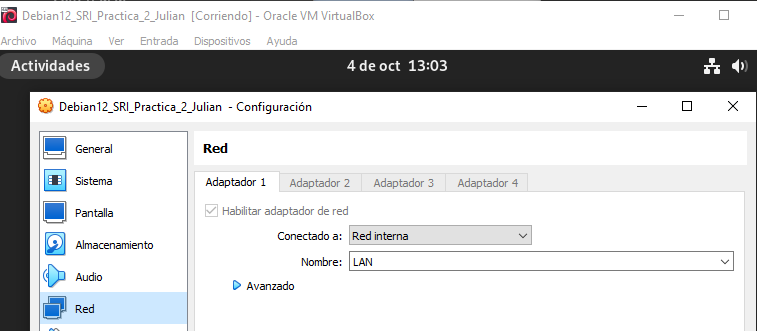 Debian12_SRI_Practica_2_Julian [Corriendo] - Oracle VM VirtualBox
Archivo Máquina Ver Entrada Dispositivos Ayuda
Actividades 4 de oct 13:03
Debian12_SRI_Practica_2_Julian - Configuración
General
Sistema
Pantalla
Almacenamiento
Audio
Red
Red
Adaptador 1 Adaptador 2 Adaptador 3 Adaptador 4
Habilitar adaptador de red
Conectado a: Red interna
Nombre: LAN
Avanzado